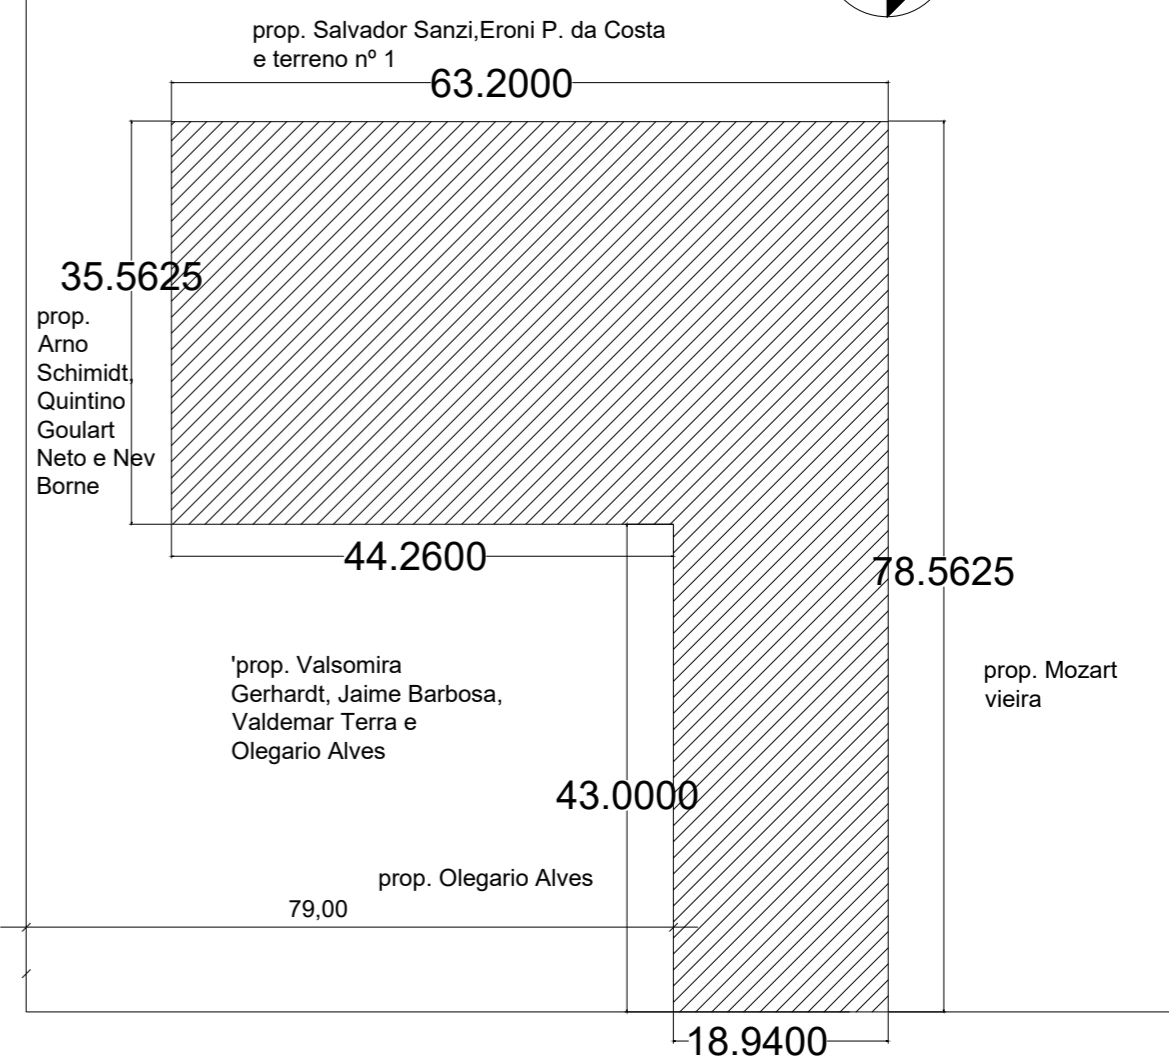 prop. Salvador Sanzi,Eroni P. da Costa
e terreno nº 1
63.2000
35.5625
prop.
Arno
Schimidt,
Quintino
Goulart
Neto e Nev
Borne
44.2600
78.5625
'prop. Valsomira
Gerhardt, Jaime Barbosa,
Valdemar Terra e
Olegario Alves
prop. Mozart
vieira
43.0000
prop. Olegario Alves
79,00
18.9400